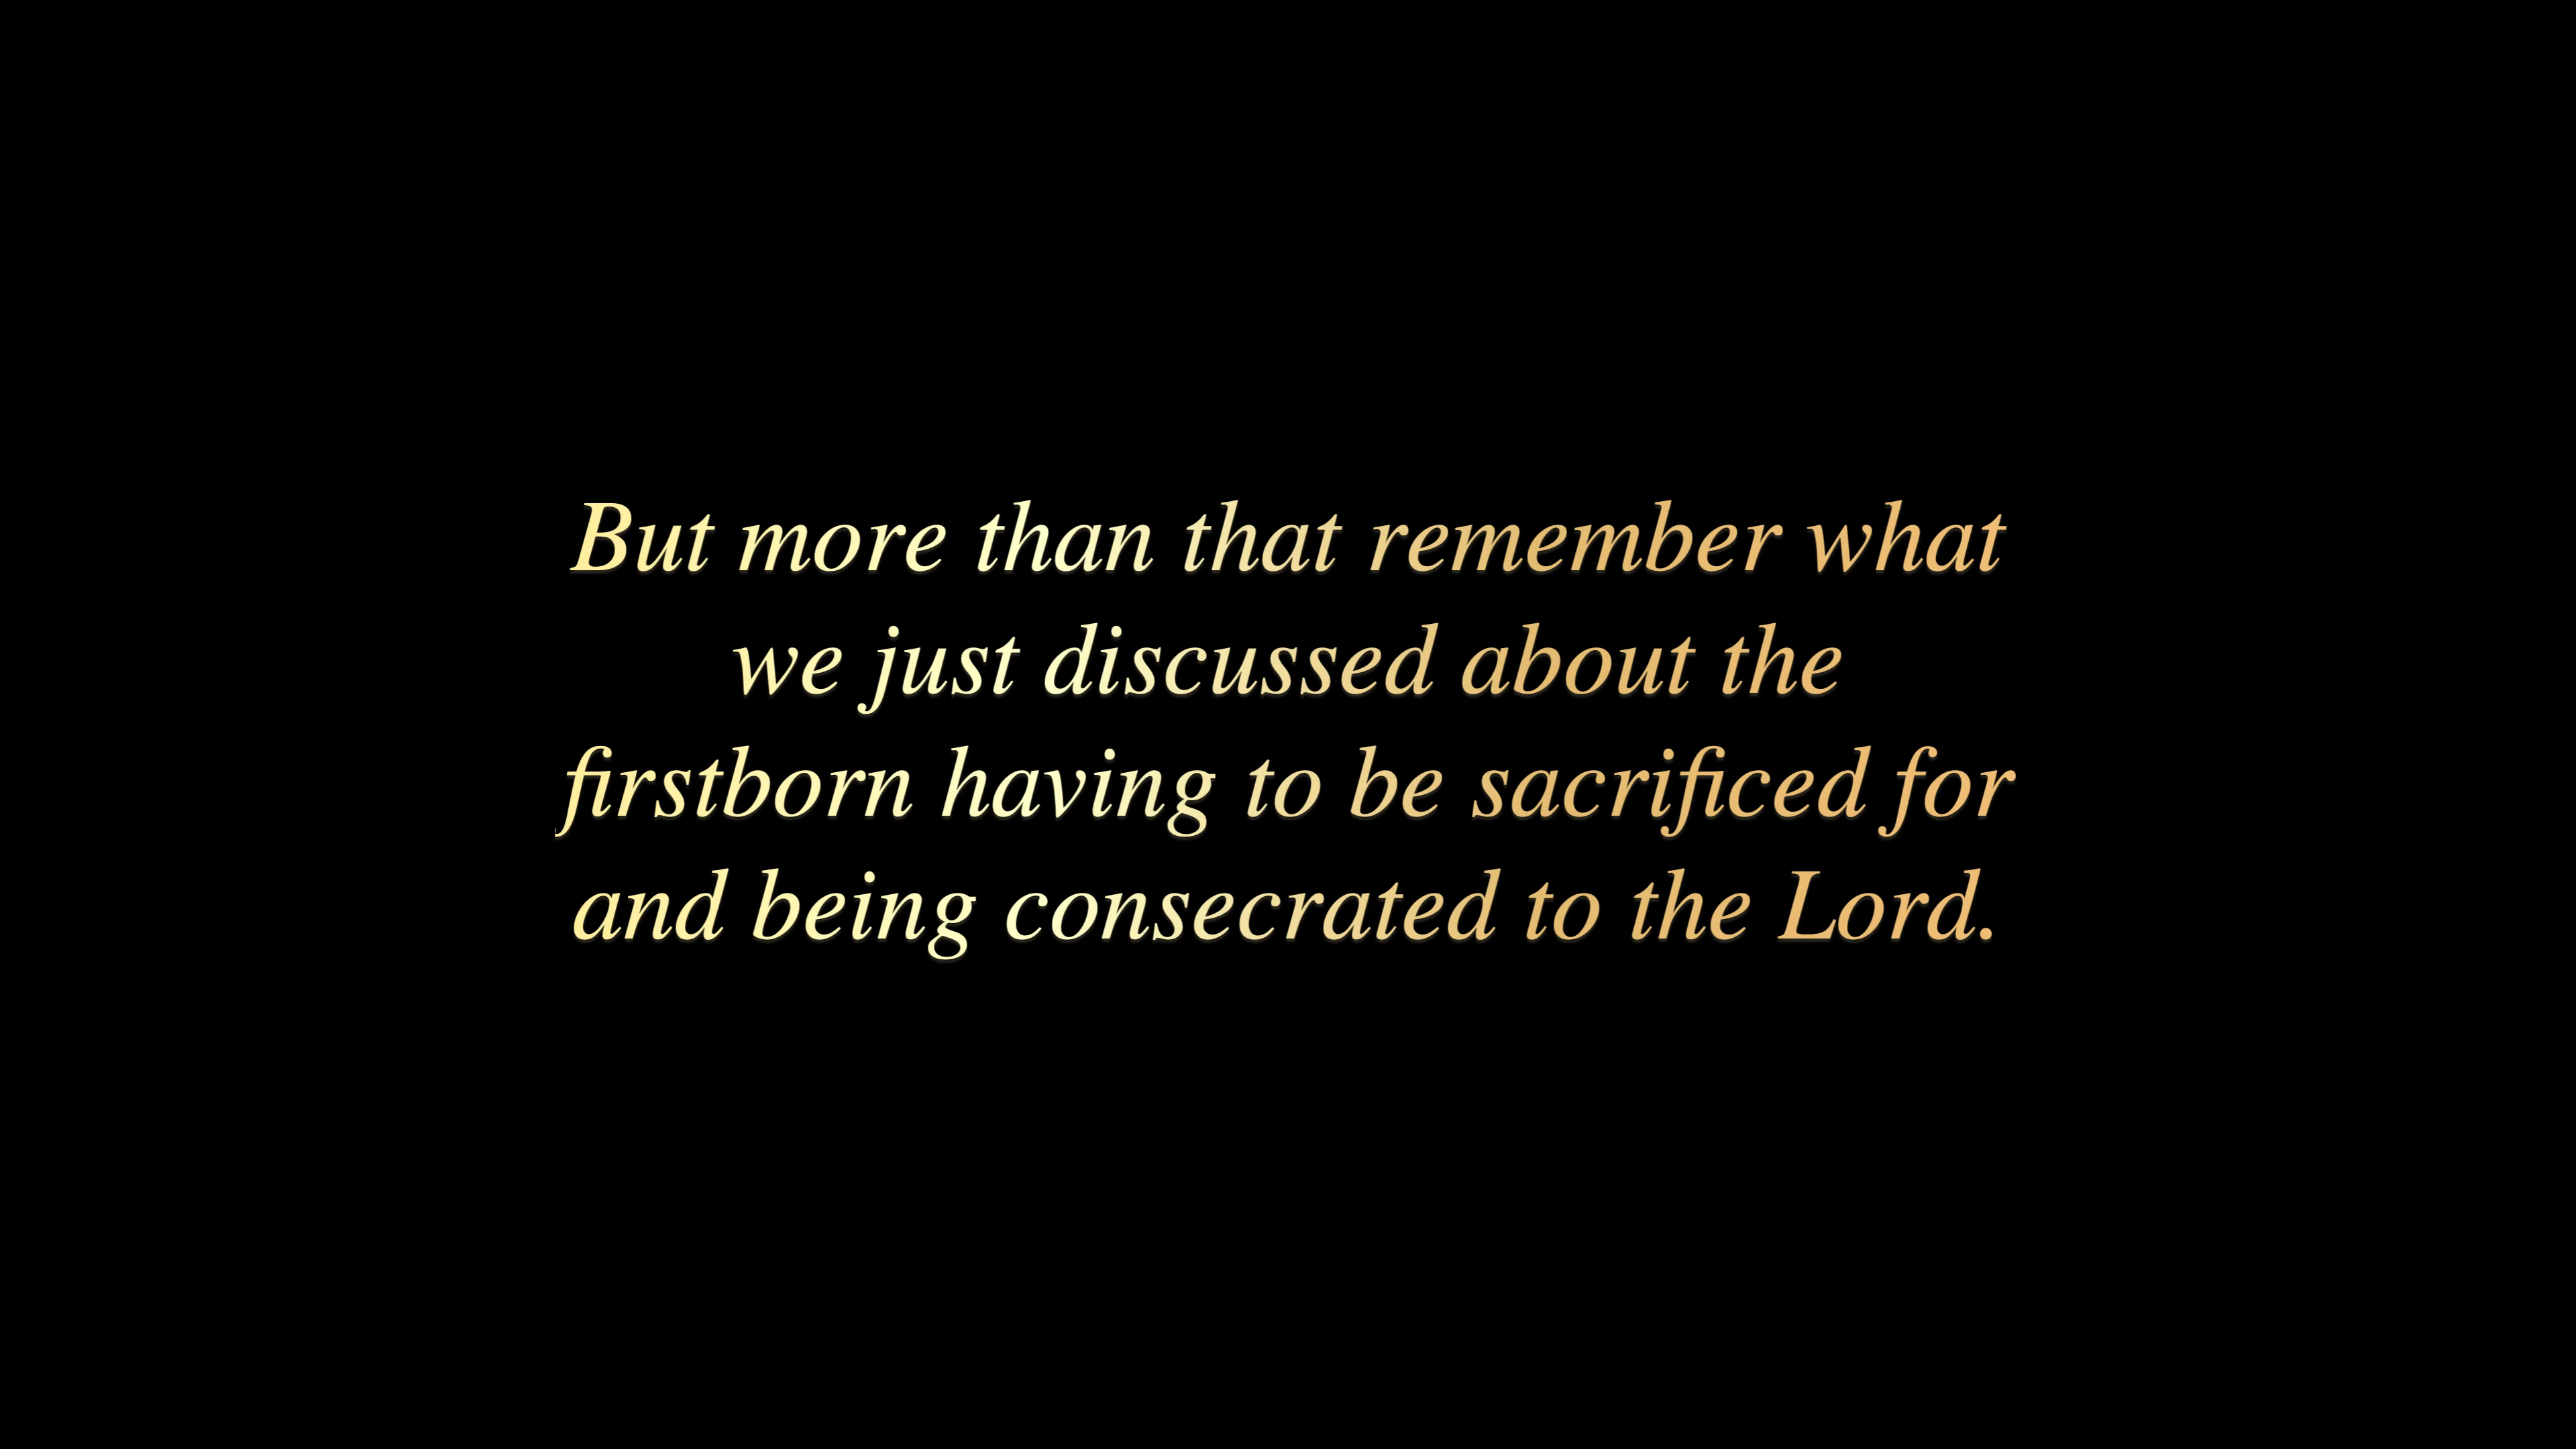 But more than that remember what
we just discussed about the
firstborn having to be sacrificed for
and being consecrated to the Lord.